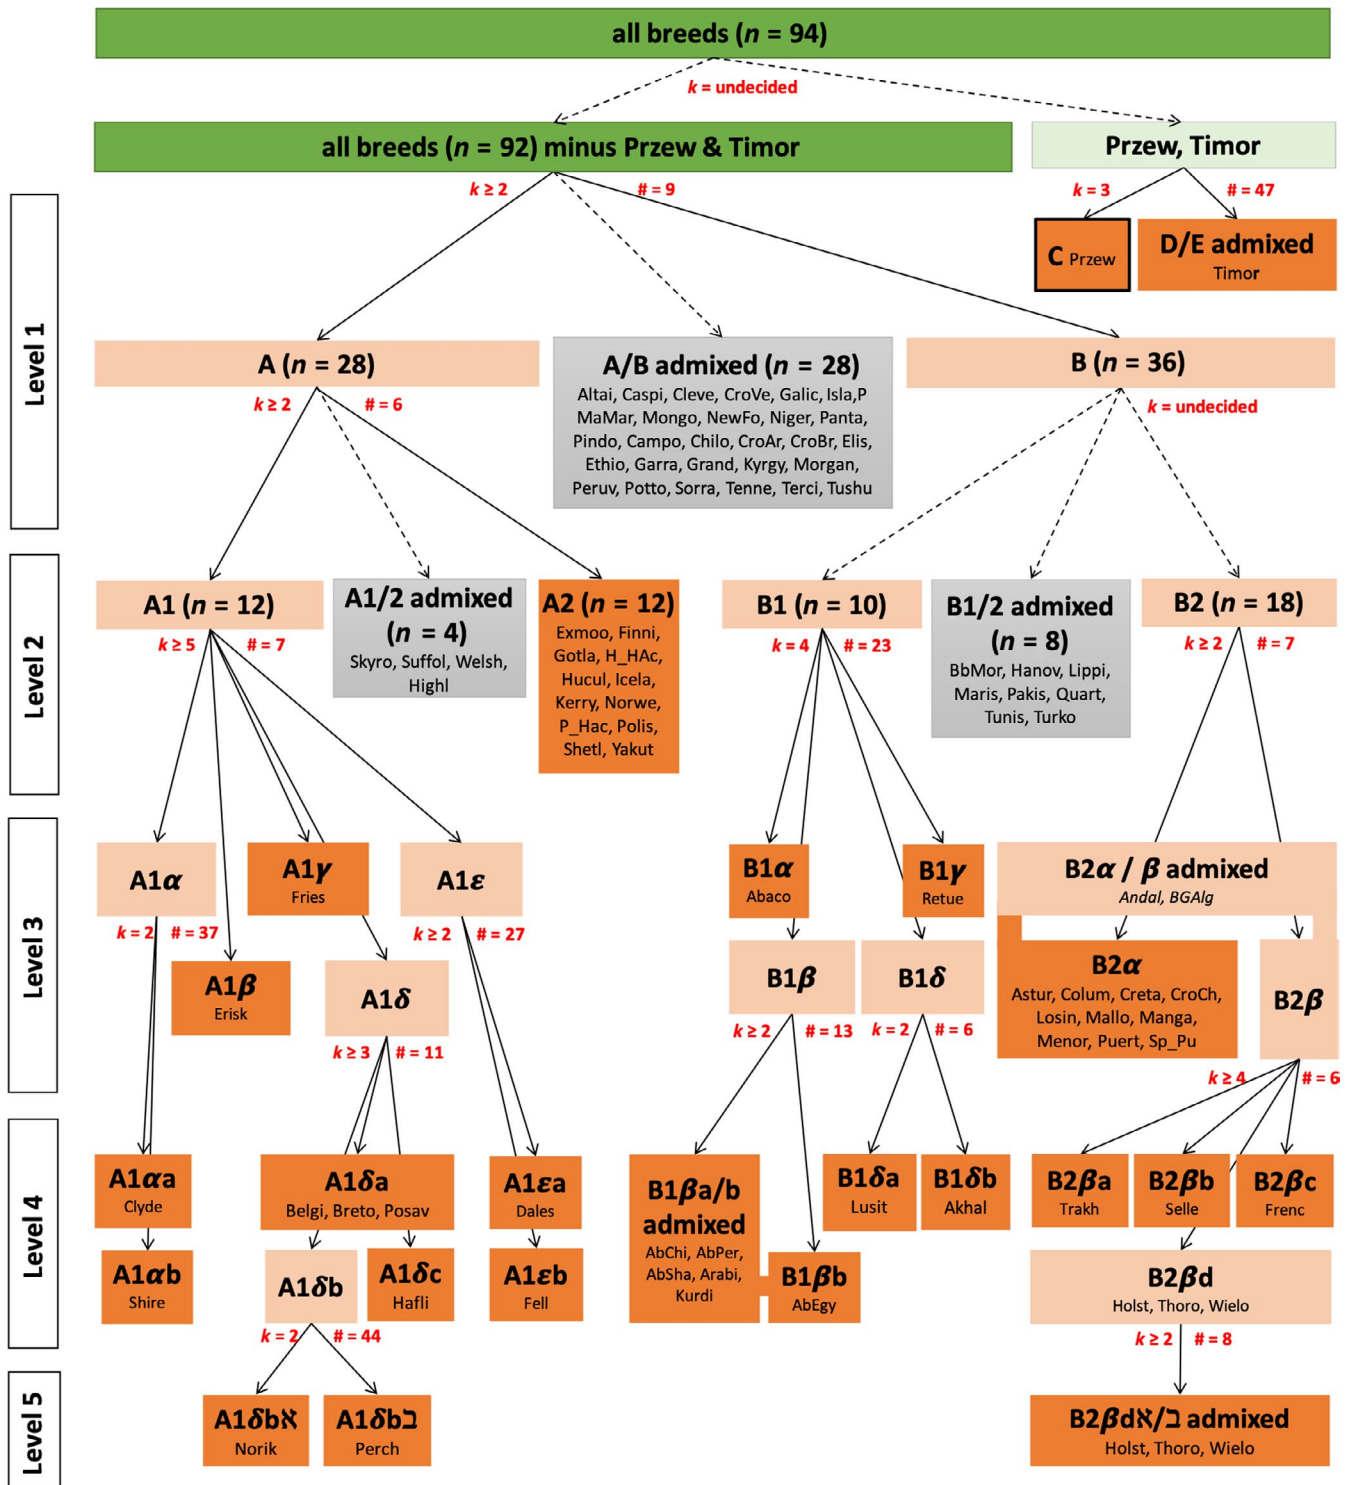 all breeds (n = 94)
k = undecided
all breeds (n = 92) minus Przew & Timor
Przew, Timor
k ≥ 2
# = 9
k = 3
# = 47
C Przew
D/E admixed
Timor
Level 1
A (n = 28)
k ≥ 2
# = 6
A/B admixed (n = 28)
Altai, Caspi, Cleve, CroVe, Galic, Isla,P
MaMar, Mongo, NewFo, Niger, Panta,
Pindo, Campo, Chilo, CroAr, CroBr, Elis,
Ethio, Garra, Grand, Kyrgy, Morgan,
Peruv, Potto, Sorra, Tenne, Terci, Tushu
B (n = 36)
k = undecided
Level 2
A1 (n = 12)
k ≥ 5
# = 7
A1/2 admixed
(n = 4)
Skyro, Suffol, Welsh,
Highl
A2 (n = 12)
Exmoo, Finni,
Gotla, H_HAc,
Hucul, Icela,
Kerry, Norwe,
P_Hac, Polis,
Shetl, Yakut
B1 (n = 10)
k = 4
# = 23
B1/2 admixed
(n = 8)
BbMor, Hanov, Lippi,
Maris, Pakis, Quart,
Tunis, Turko
B2 (n = 18)
k ≥ 2
# = 7
Level 3
A1α
k = 2
# = 37
A1β
Erisk
A1γ
Fries
A1δ
k ≥ 3
# = 11
A1ε
k ≥ 2
# = 27
B1α
Abaco
B1β
k ≥ 2
# = 13
B1γ
Retue
B1δ
k = 2
# = 6
B2α / β admixed
Andal, BGAlg
B2α
Astur, Colum, Creta, CroCh,
Losin, Mallo, Manga,
Menor, Puert, Sp_Pu
B2β
k ≥ 4
# = 6
Level 4
A1αa
Clyde
A1αb
Shire
A1δa
Belgi, Breto, Posav
A1δb
k = 2
# = 44
A1δc
Hafli
A1εa
Dales
A1εb
Fell
B1βa/b
admixed
AbChi, AbPer,
AbSha, Arabi,
Kurdi
B1βb
AbEgy
B1δa
Lusit
B1δb
Akhal
B2βa
Trakh
B2βb
Selle
B2βc
Frenc
B2βd
Holst, Thoro, Wielo
k ≥ 2
# = 8
Level 5
A1δbא
Norik
A1δbב
Perch
B2βdא/ב admixed
Holst, Thoro, Wielo